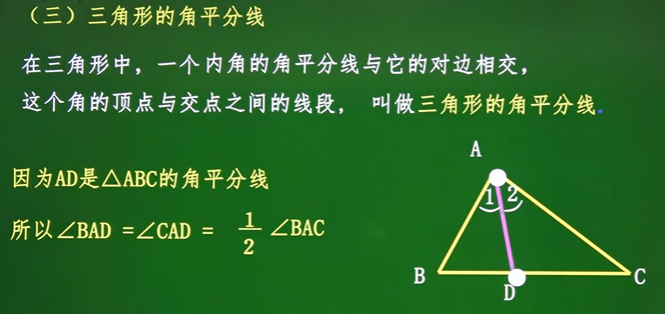 （三）三角形的角平分线
在三角形中，一个内角的角平分线与它的对边相交，
这个角的顶点与交点之间的线段， 叫做三角形的角平分线.
因为AD是△ABC的角平分线
所以∠BAD =∠CAD = 1/2 ∠BAC
A
1 2
B
D
C